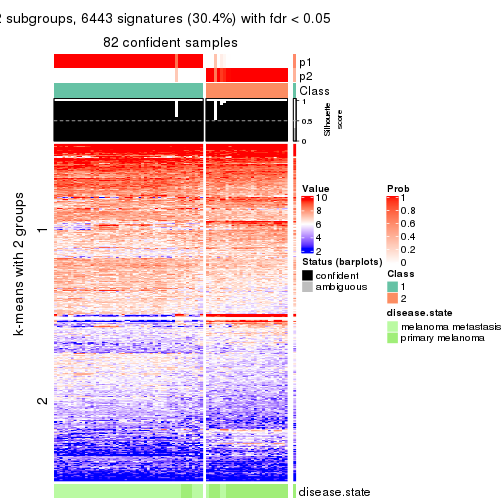 2 subgroups, 6443 signatures (30.4%) with fdr < 0.05
82 confident samples
p1
p2
Class
1
0.5
0
Silhouette
score
k-means with 2 groups
1
2
Value
10
8
6
4
2
Status (barplots)
confident
ambiguous
Prob
1
0.8
0.6
0.4
0.2
0
Class
1
2
disease.state
melanoma metastasis
primary melanoma
disease.state